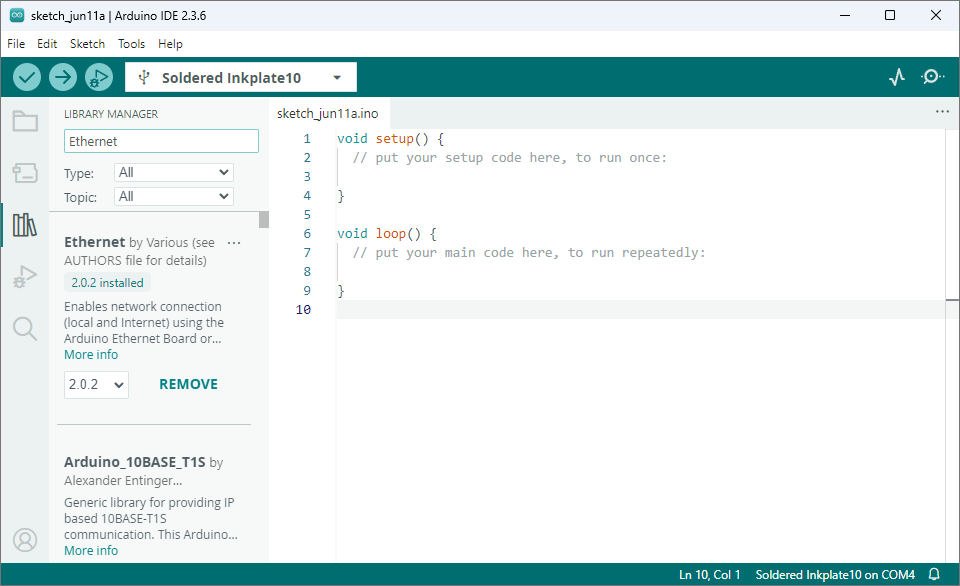 sketch_jun11a | Arduino IDE 2.3.6
File Edit Sketch Tools Help
Soldered Inkplate10
LIBRARY MANAGER
Ethernet
Type: All
Topic: All
Ethernet by Various (see
AUTHORS file for details)
2.0.2 installed
Enables network connection
(local and Internet) using the
Arduino Ethernet Board or...
More info
2.0.2 REMOVE
Arduino_10BASE_T1S by
Alexander Entinger...
Generic library for providing IP
based 10BASE-T1S
communication. This Arduino...
More info
sketch_jun11a.ino
1 void setup() {
2 // put your setup code here, to run once:
3
4 }
5
6 void loop() {
7 // put your main code here, to run repeatedly:
8
9 }
10
Ln 10, Col 1 Soldered Inkplate10 on COM4